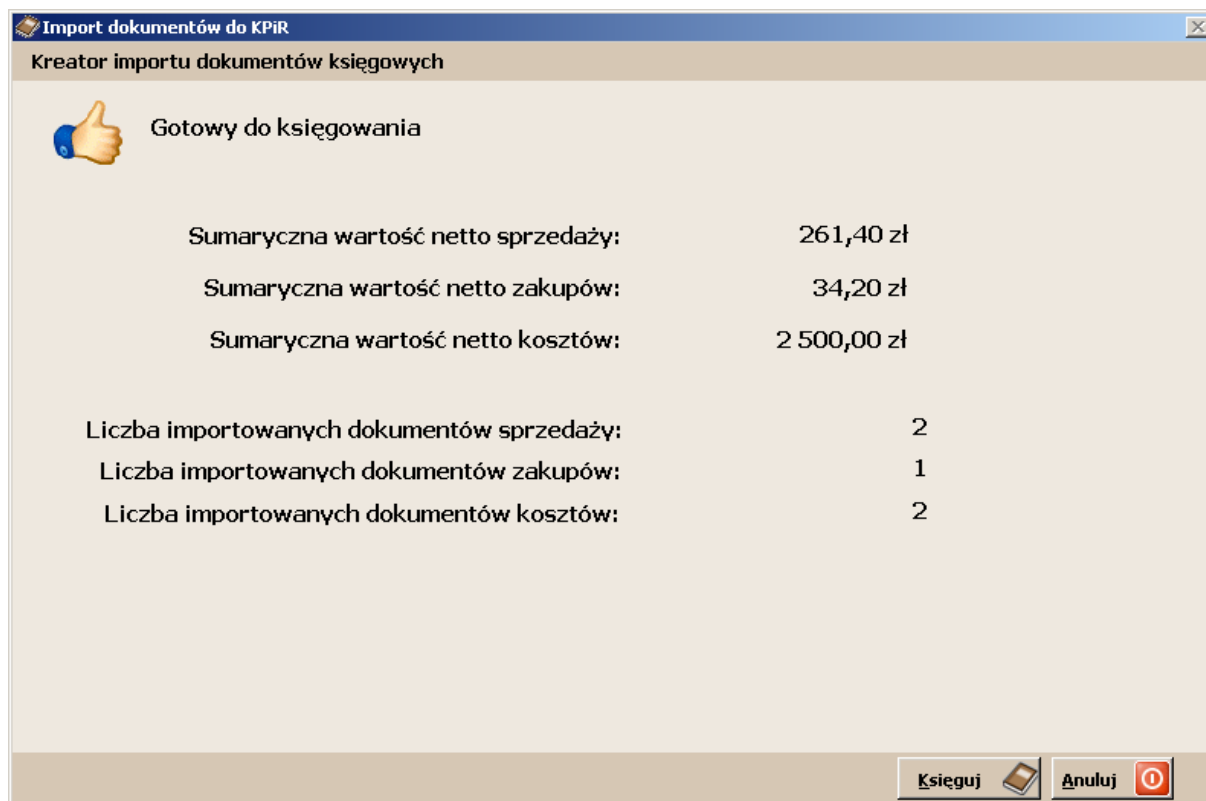 Import dokumentów do KPiR
Kreator importu dokumentów księgowych
Gotowy do księgowania
Sumaryczna wartość netto sprzedaży: 261,40 zł
Sumaryczna wartość netto zakupów: 34,20 zł
Sumaryczna wartość netto kosztów: 2 500,00 zł
Liczba importowanych dokumentów sprzedaży: 2
Liczba importowanych dokumentów zakupów: 1
Liczba importowanych dokumentów kosztów: 2
Księguj Anuluj